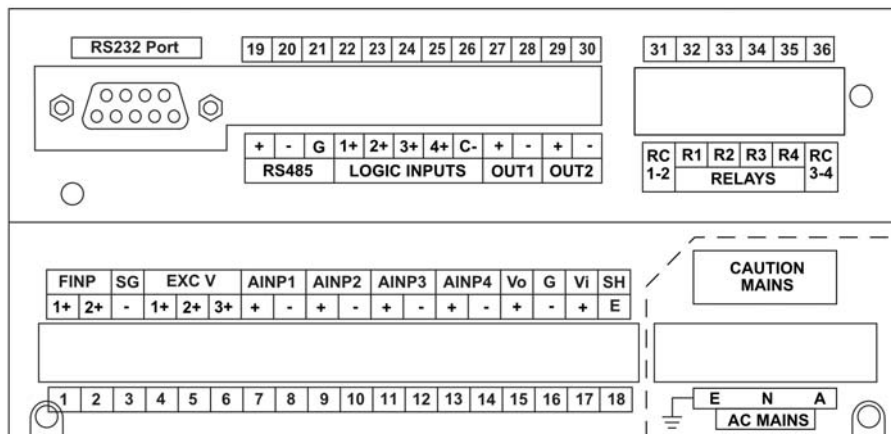 RS232 Port
19 20 21 22 23 24 25 26 27 28 29 30
31 32 33 34 35 36
+ - G 1+ 2+ 3+ 4+ C- + - + -
RS485 LOGIC INPUTS OUT1 OUT2
RC 1-2 R1 R2 R3 R4 RC 3-4
RELAYS
CAUTION
MAINS
FINP SG EXC V AINP1 AINP2 AINP3 AINP4 Vo G Vi SH
1+ 2+ - 1+ 2+ 3+ + - + - + - + - + - + E
1 2 3 4 5 6 7 8 9 10 11 12 13 14 15 16 17 18
E N A
AC MAINS